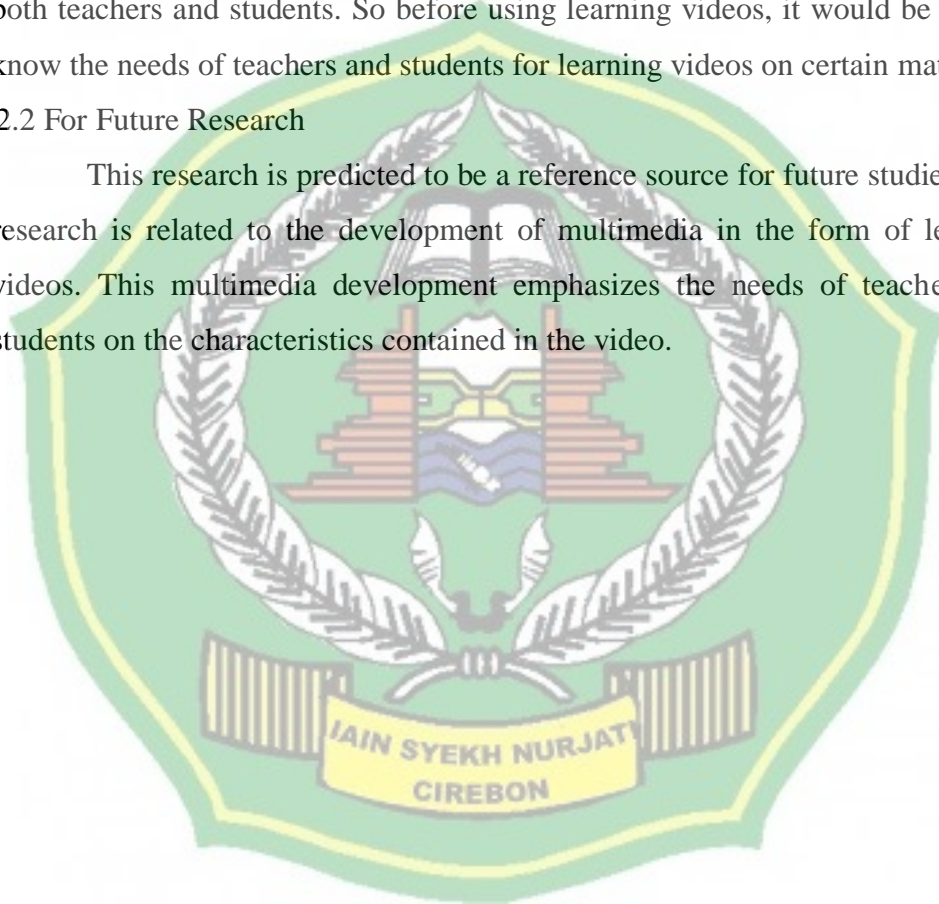 both teachers and students. So before using learning videos, it would be
know the needs of teachers and students for learning videos on certain mat
2.2 For Future Research
This research is predicted to be a reference source for future studie
research is related to the development of multimedia in the form of le
videos. This multimedia development emphasizes the needs of teache
students on the characteristics contained in the video.
IAIN SYEKH NURJATI
CIREBON